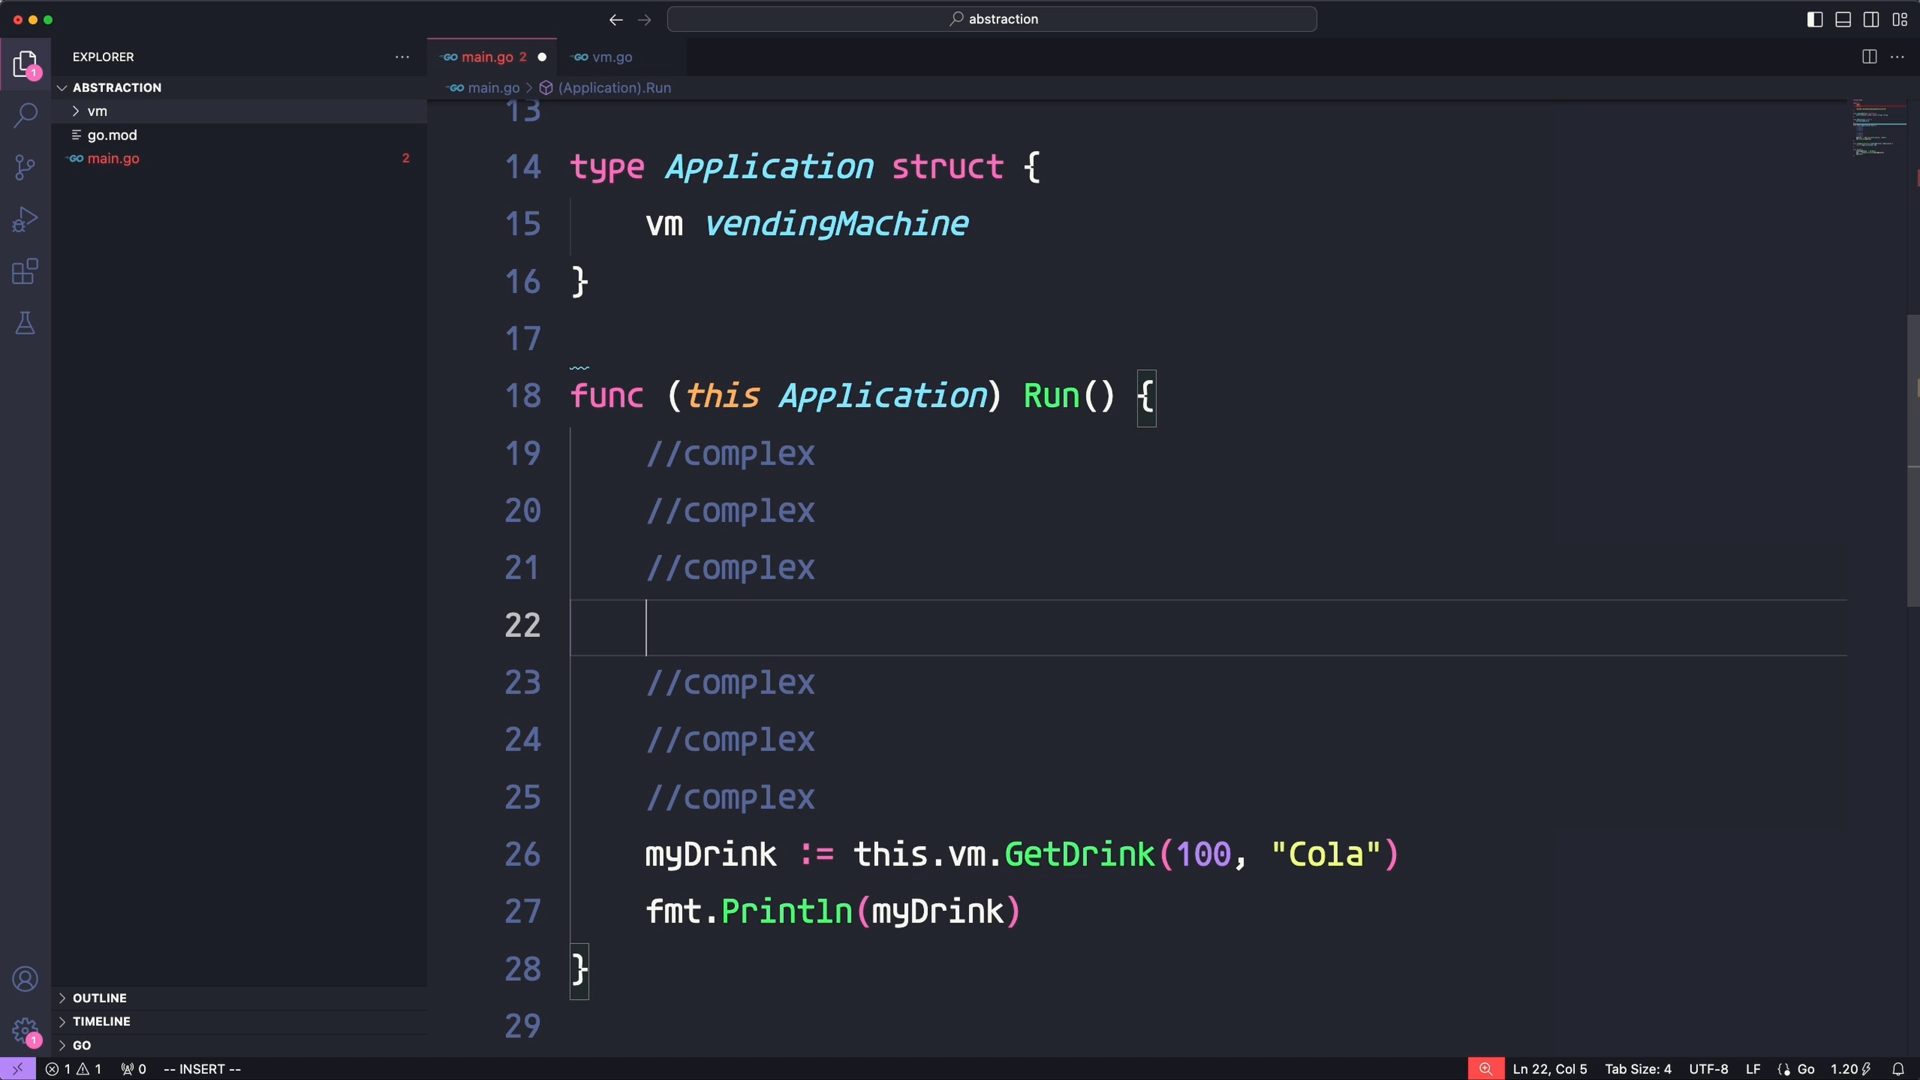 abstraction
EXPLORER
main.go 2
vm.go
ABSTRACTION
main.go > (Application).Run
vm
go.mod
main.go 2
13
14 type Application struct {
15 vm vendingMachine
16 }
17
18 func (this Application) Run() {
19 //complex
20 //complex
21 //complex
22
23 //complex
24 //complex
25 //complex
26 myDrink := this.vm.GetDrink(100, "Cola")
27 fmt.Println(myDrink)
28 }
29
OUTLINE
TIMELINE
GO
1
1
1 1 0 -- INSERT -- Ln 22, Col 5 Tab Size: 4 UTF-8 LF Go 1.20